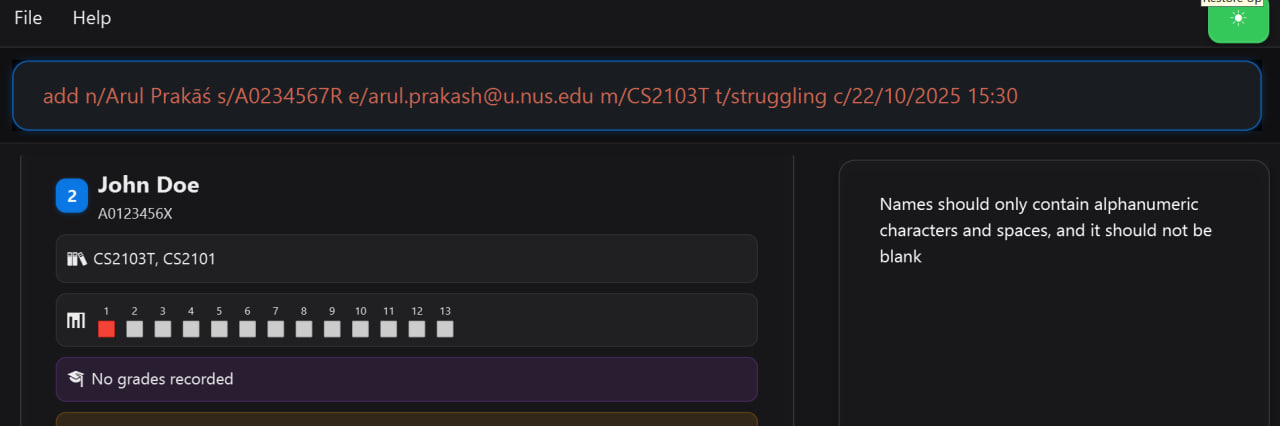 File Help
Restore Up
add n/Arul Prakāś s/A0234567R e/arul.prakash@u.nus.edu m/CS2103T t/struggling c/22/10/2025 15:30
2 John Doe
A0123456X
CS2103T, CS2101
1 2 3 4 5 6 7 8 9 10 11 12 13
No grades recorded
Names should only contain alphanumeric
characters and spaces, and it should not be
blank